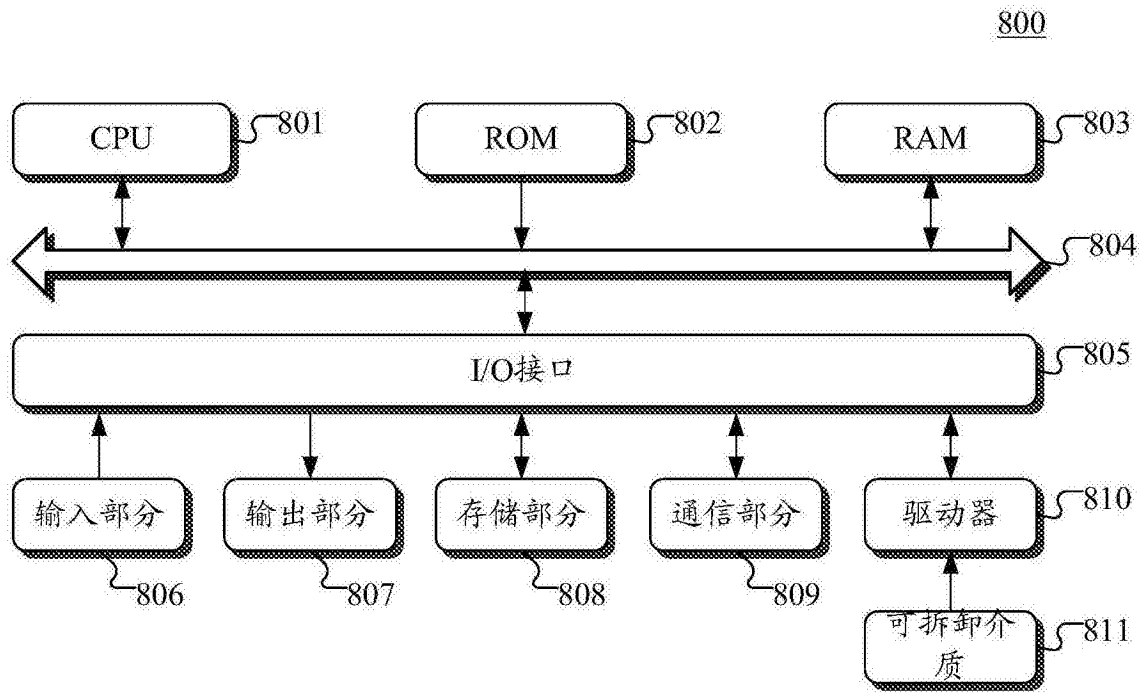 800
CPU
801
ROM
802
RAM
803
804
I/O接口
805
输入部分
806
输出部分
807
存储部分
808
通信部分
809
驱动器
810
可拆卸介
质
811